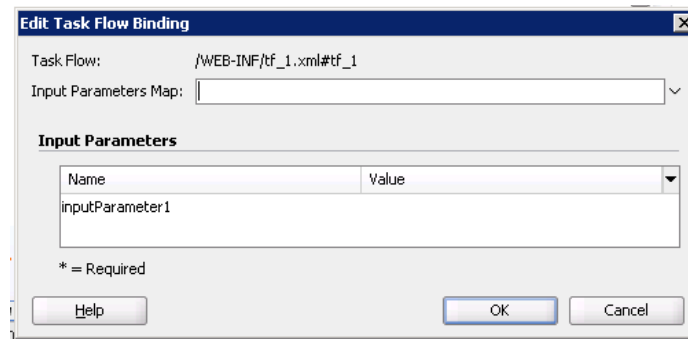 Edit Task Flow Binding
Task Flow: /WEB-INF/tf_1.xml#tf_1
Input Parameters Map:
Input Parameters
Name Value
inputParameter1
* = Required
Help OK Cancel